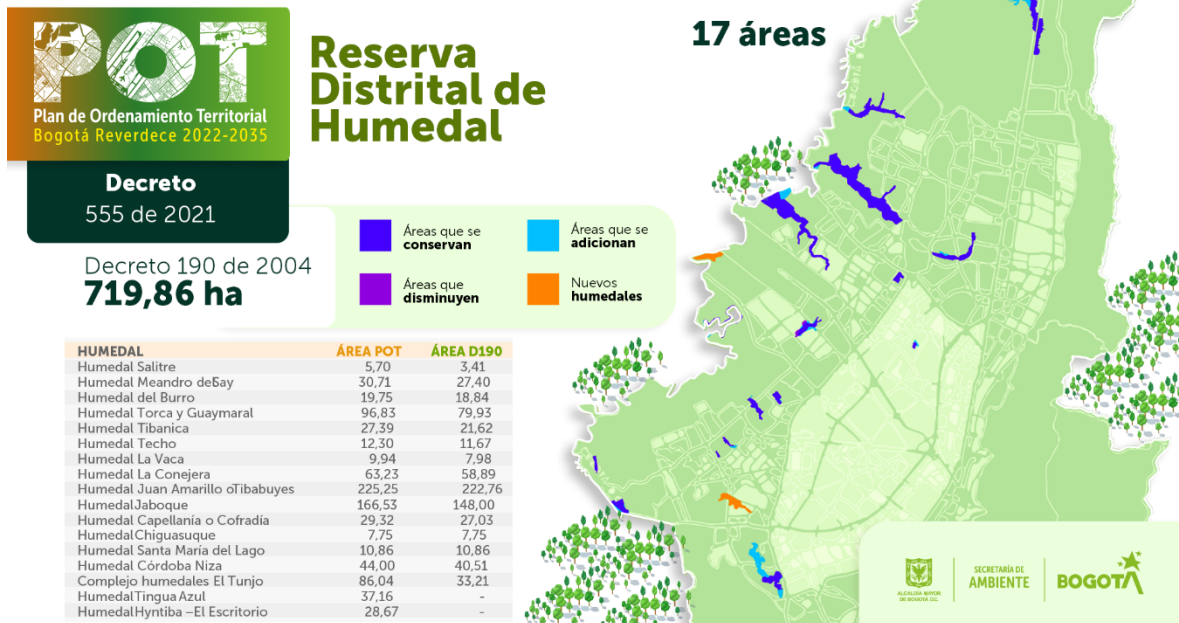 POT
Plan de Ordenamiento Territorial
Bogotá Reverdece 2022-2035
Decreto
555 de 2021
Reserva
Distrital de
Humedal
17 áreas
Decreto 190 de 2004
719,86 ha
Áreas que se
conservan
Áreas que se
adicionan
Áreas que
disminuyen
Nuevos
humedales
HUMEDAL ÁREA POT ÁREA D190
Humedal Salitre 5,70 3,41
Humedal Meandro delSay 30,71 27,40
Humedal del Burro 19,75 18,84
Humedal Torca y Guaymaral 96,83 79,93
Humedal Tibanica 27,39 21,62
Humedal Techo 12,30 11,67
Humedal La Vaca 9,94 7,98
Humedal La Conejera 63,23 58,89
Humedal Juan Amarillo oTibabuyes 225,25 222,76
HumedalJaboque 166,53 148,00
Humedal Capellanía o Cofradía 29,32 27,03
HumedalChiguasuque 7,75 7,75
Humedal Santa María del Lago 10,86 10,86
Humedal Córdoba Niza 44,00 40,51
Complejo humedales El Tunjo 86,04 33,21
HumedalTingua Azul 37,16 -
HumedalHyntiba –El Escritorio 28,67 -
ALCALDÍA MAYOR
DE BOGOTÁ D.C.
SECRETARÍA DE
AMBIENTE
BOGOTÁ